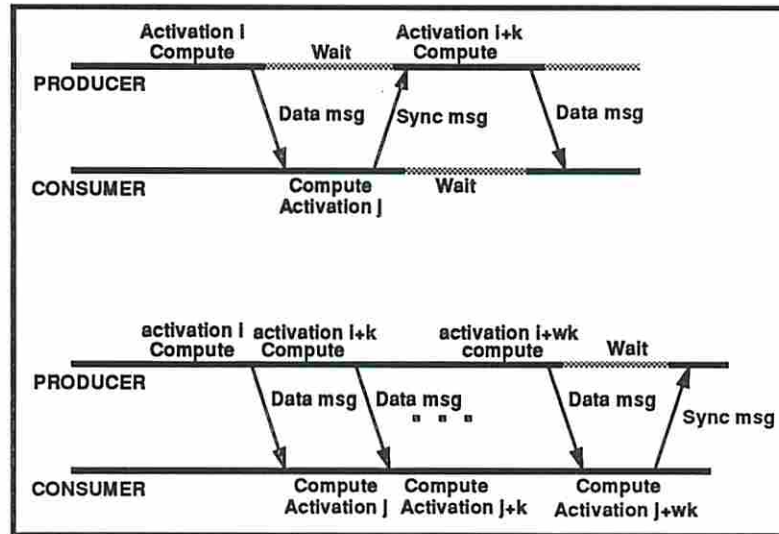 Activation i
Compute
Wait
Activation i+k
Compute
PRODUCER
Data msg
Sync msg
Data msg
CONSUMER
Compute
Activation j
Wait
activation i
Compute
activation i+k
Compute
activation i+wk
compute
Wait
PRODUCER
Data msg
Data msg
Data msg
Sync msg
CONSUMER
Compute
Activation j
Compute
Activation j+k
Compute
Activation j+wk